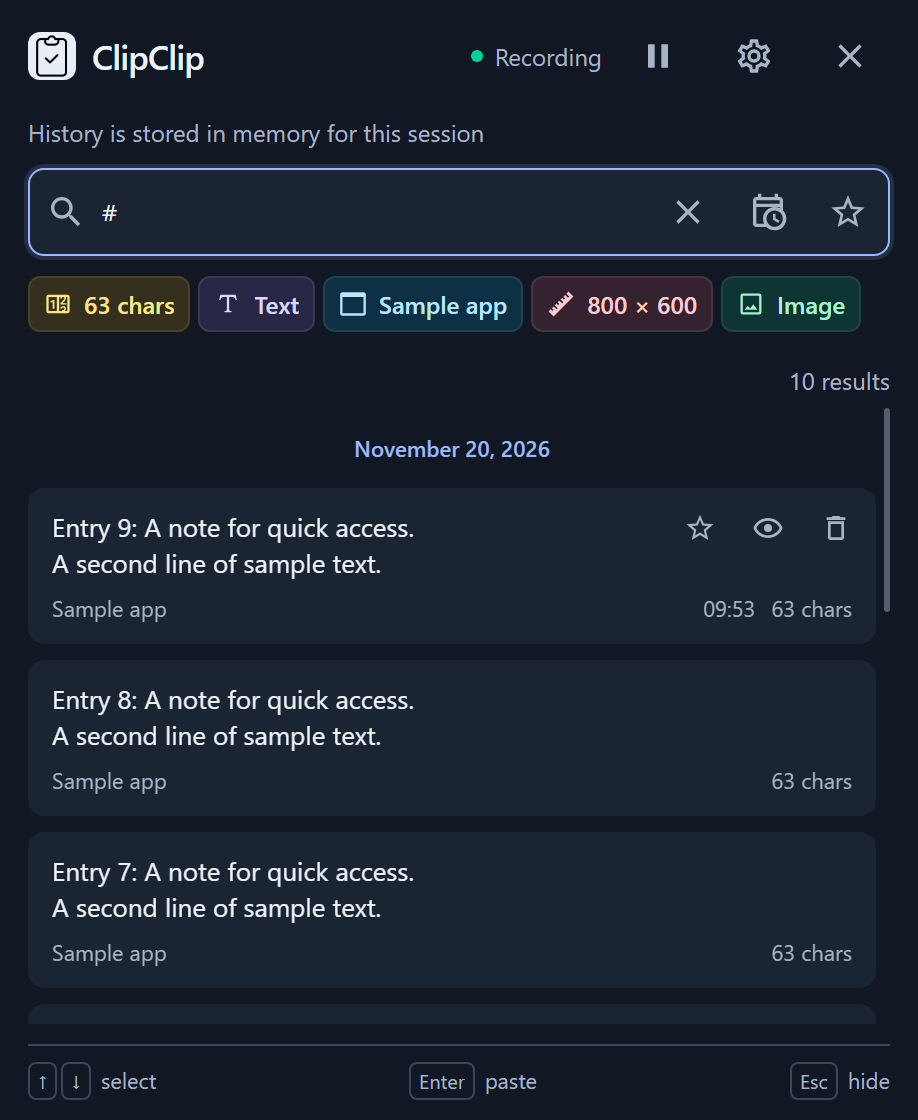 ClipClip
Recording
History is stored in memory for this session
#
63 chars
Text
Sample app
800 × 600
Image
10 results
November 20, 2026
Entry 9: A note for quick access.
A second line of sample text.
Sample app
09:53 63 chars
Entry 8: A note for quick access.
A second line of sample text.
Sample app
63 chars
Entry 7: A note for quick access.
A second line of sample text.
Sample app
63 chars
↑ ↓ select
Enter paste
Esc hide